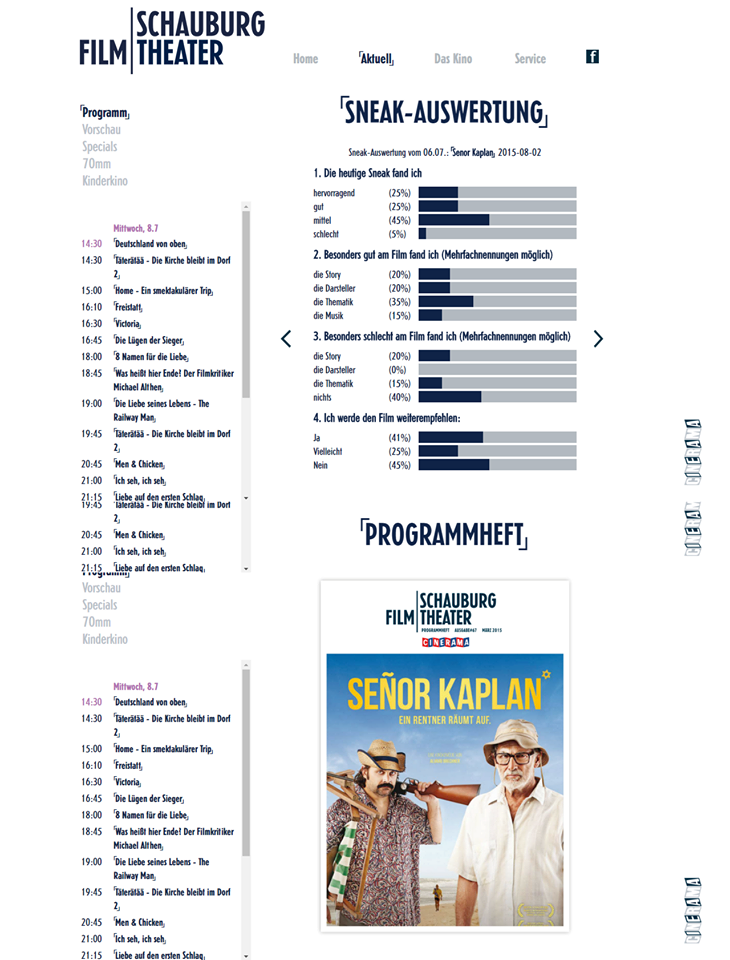 SCHAUBURG
FILM THEATER
Home
Aktuell
Das Kino
Service
f
Programm
Vorschau
Specials
70mm
Kinderkino
Mittwoch, 8.7
14:30 Deutschland von oben
14:30 Täterätää - Die Kirche bleibt im Dorf
2
15:00 Home - Ein smektakulärer Trip
16:10 Freistatt
16:30 Victoria
16:45 Die Lügen der Sieger
18:00 8 Namen für die Liebe
18:45 Was heißt hier Ende! Der Filmkritiker
Michael Althen
19:00 Die Liebe seines Lebens - The
Railway Man
19:45 Täterätää - Die Kirche bleibt im Dorf
2
20:45 Men & Chicken
21:00 Ich seh, ich seh
21:15 Liebe auf den ersten Schlag
19:45 Täterätää - Die Kirche bleibt im Dorf
2
20:45 Men & Chicken
21:00 Ich seh, ich seh
21:15 Liebe auf den ersten Schlag
Programm
Vorschau
Specials
70mm
Kinderkino
Mittwoch, 8.7
14:30 Deutschland von oben
14:30 Täterätää - Die Kirche bleibt im Dorf
2
15:00 Home - Ein smektakulärer Trip
16:10 Freistatt
16:30 Victoria
16:45 Die Lügen der Sieger
18:00 8 Namen für die Liebe
18:45 Was heißt hier Ende! Der Filmkritiker
Michael Althen
19:00 Die Liebe seines Lebens - The
Railway Man
19:45 Täterätää - Die Kirche bleibt im Dorf
2
20:45 Men & Chicken
21:00 Ich seh, ich seh
21:15 Liebe auf den ersten Schlag
SNEAK-AUSWERTUNG
Sneak-Auswertung vom 06.07.: Senor Kaplan 2015-08-02
1. Die heutige Sneak fand ich
hervorragend (25%)
gut (25%)
mittel (45%)
schlecht (5%)
2. Besonders gut am Film fand ich (Mehrfachnennungen möglich)
die Story (20%)
die Darsteller (20%)
die Thematik (35%)
die Musik (15%)
3. Besonders schlecht am Film fand ich (Mehrfachnennungen möglich)
die Story (20%)
die Darsteller (0%)
die Thematik (15%)
nichts (40%)
4. Ich werde den Film weiterempfehlen:
Ja (41%)
Vielleicht (25%)
Nein (45%)
PROGRAMMHEFT
SCHAUBURG
FILM THEATER
PROGRAMMHEFT AUSGABE#67 MÄRZ 2015
CINERAMA
SEÑOR KAPLAN
EIN RENTNER RÄUMT AUF.
CINERAMA
CINERAM
CINERAMA